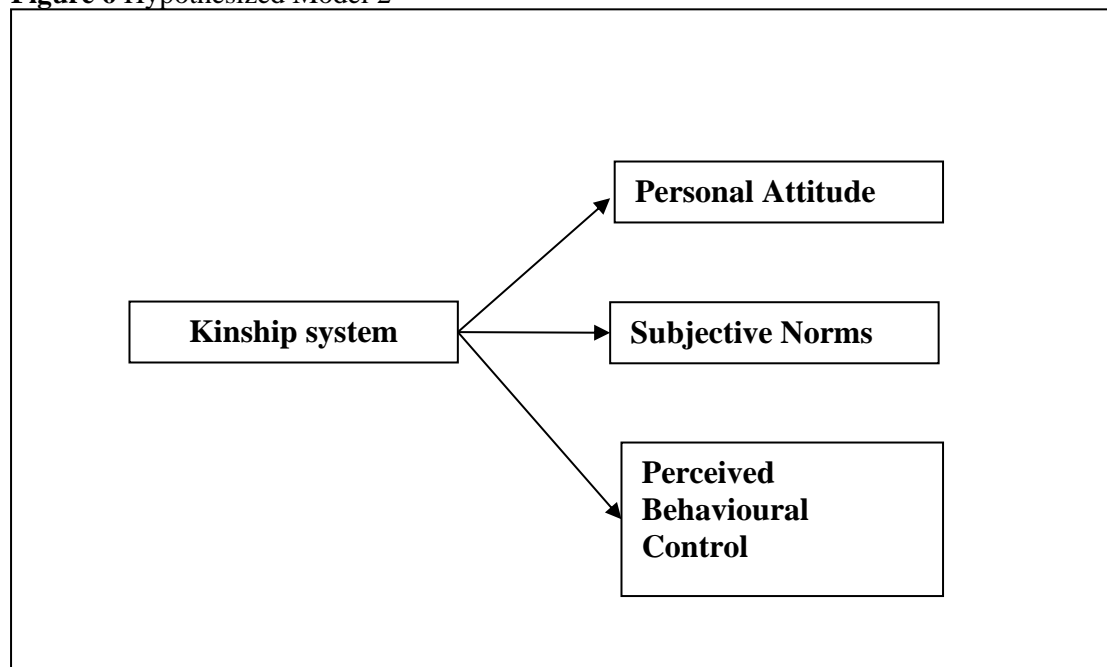 Figure 6 Hypothesized Model 2
Personal Attitude
Kinship system
Subjective Norms
Perceived
Behavioural
Control